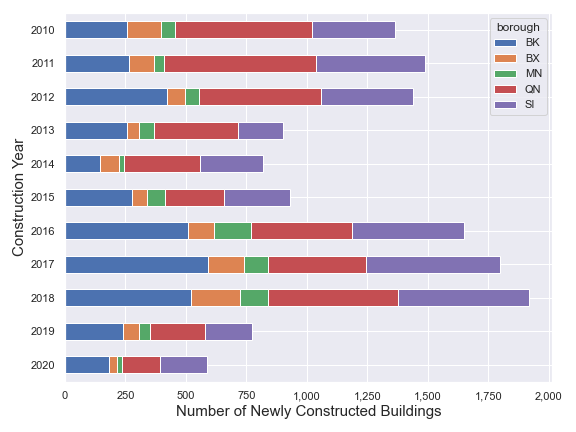 borough
BK
BX
MN
QN
SI
2010
2011
2012
2013
2014
2015
2016
2017
2018
2019
2020
Construction Year
0
250
500
750
1,000
1,250
1,500
1,750
2,000
Number of Newly Constructed Buildings